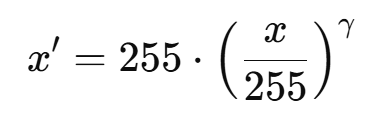 x′ = 255 · (x/255)^γ